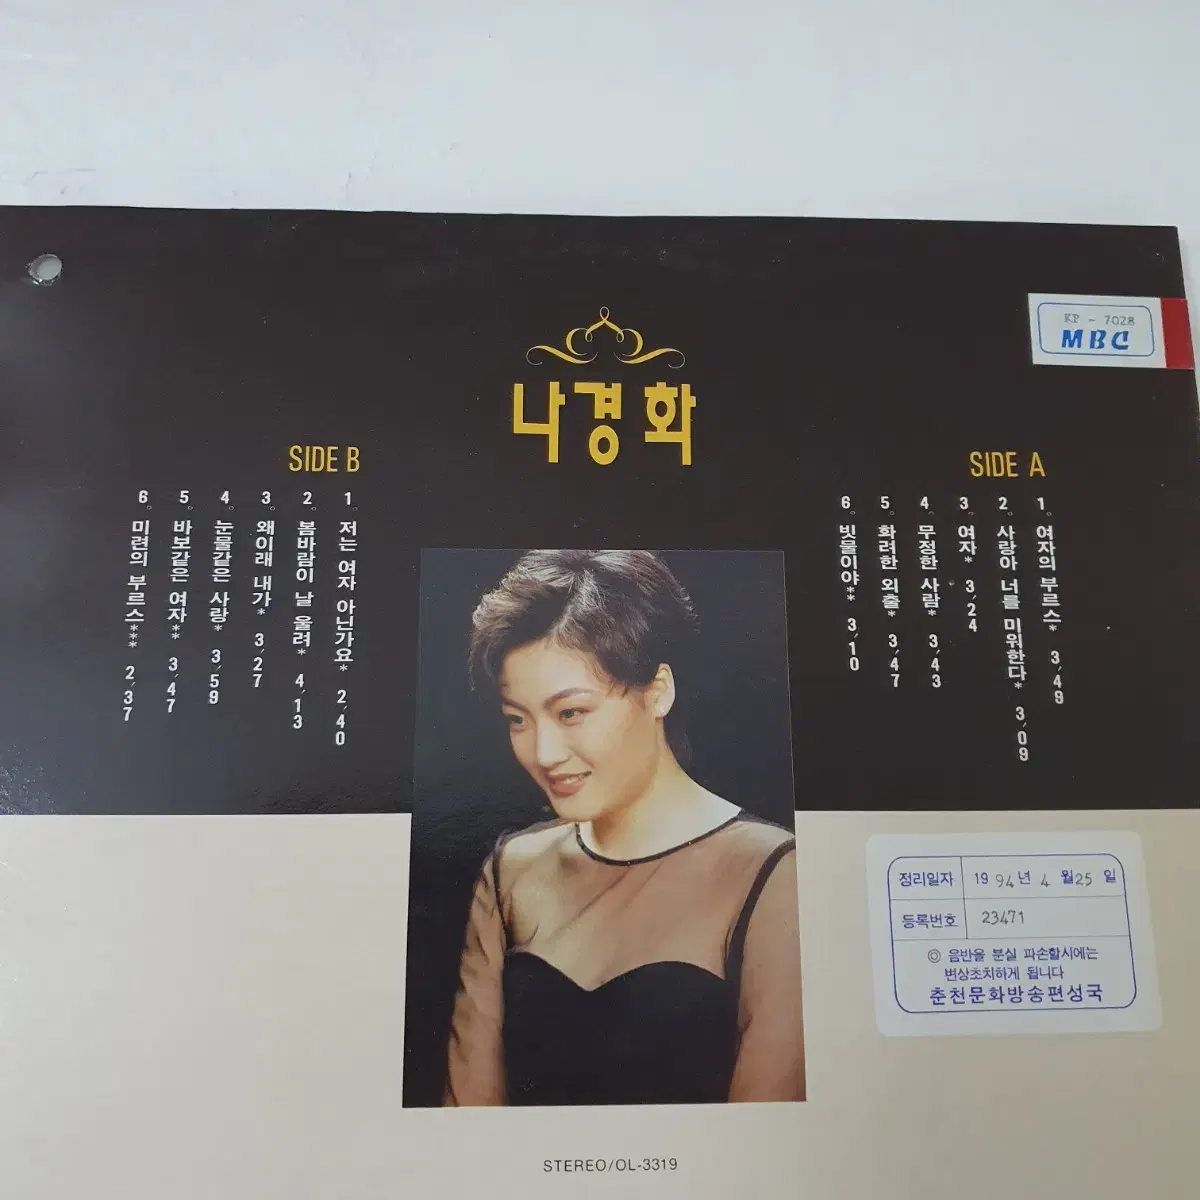 KP - 7028
MBC
나경화
SIDE A
1。여자의 부르스* 3,49
2。사랑아 너를 미워한다* 3,09
3。여자* 3,24
4。무정한 사람* 3,43
5。화려한 외출* 3,47
6。빗물이야** 3,10
SIDE B
1。저는 여자 아닌가요* 2,40
2。봄바람이 날 울려* 4,13
3。왜이래 내가* 3,27
4。눈물같은 사랑* 3,59
5。바보같은 여자** 3,47
6。미련의 부르스*** 2,37
정리일자 1994년 4월 25일
등록번호 23471
◎ 음반을 분실 파손할시에는
변상초치하게 됩니다
춘천문화방송편성국
STEREO/OL-3319